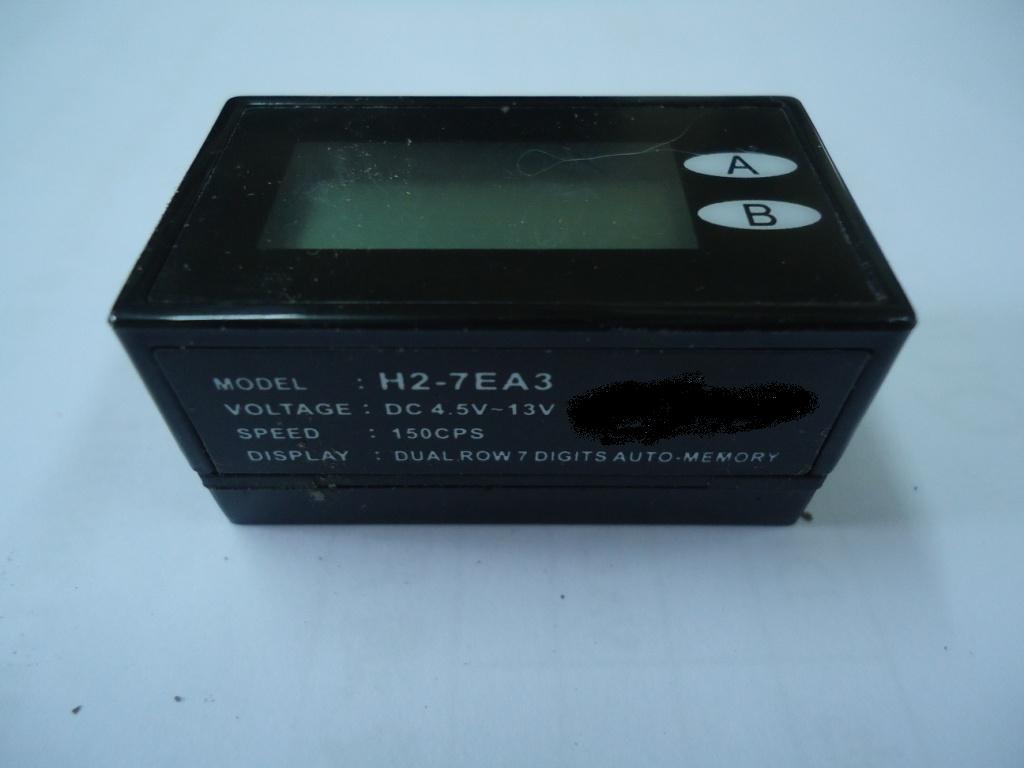 A
B
MODEL : H2-7EA3
VOLTAGE : DC 4.5V~13V
SPEED : 150CPS
DISPLAY : DUAL ROW 7 DIGITS AUTO-MEMORY